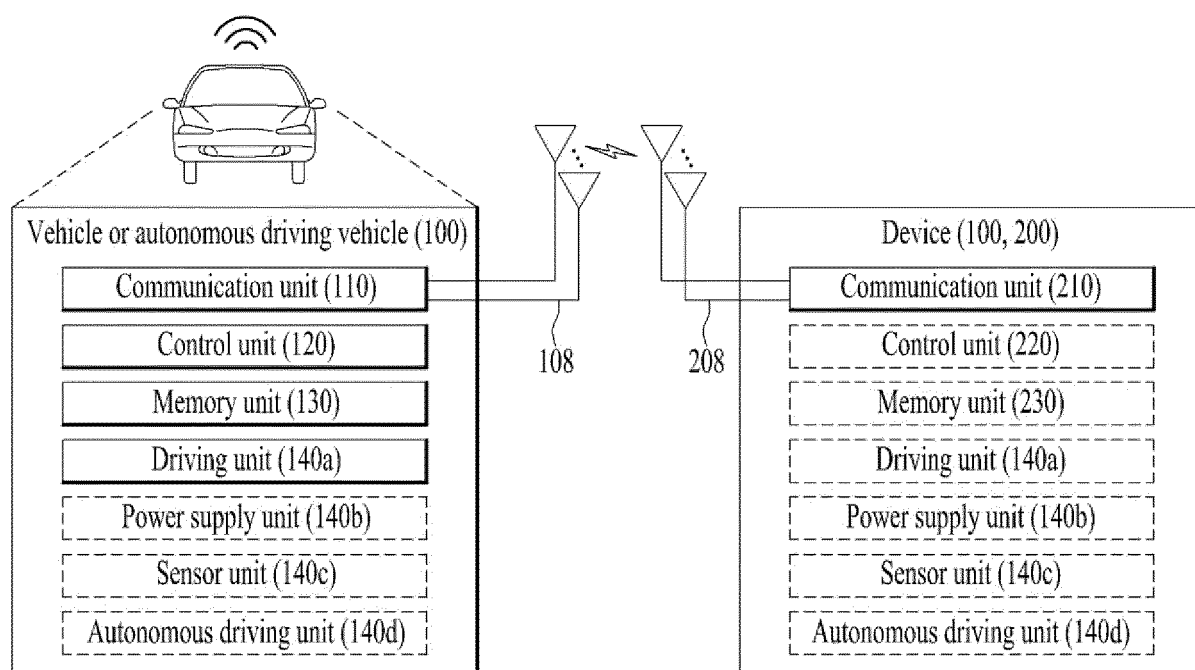 Vehicle or autonomous driving vehicle (100)
Communication unit (110)
Control unit (120)
Memory unit (130)
Driving unit (140a)
Power supply unit (140b)
Sensor unit (140c)
Autonomous driving unit (140d)
108
208
Device (100, 200)
Communication unit (210)
Control unit (220)
Memory unit (230)
Driving unit (140a)
Power supply unit (140b)
Sensor unit (140c)
Autonomous driving unit (140d)